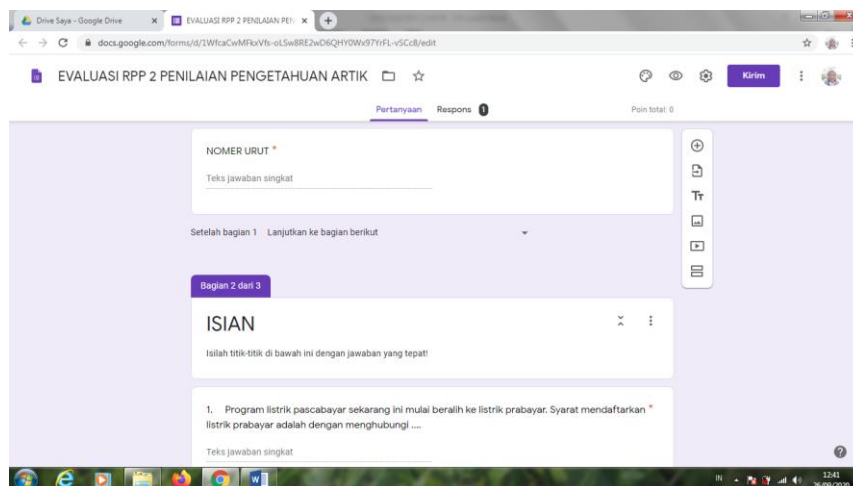 Drive Saya - Google Drive
EVALUASI RPP 2 PENILAIAN PEN
docs.google.com/forms/d/1WfcaCwMFkxVfs-oLSw8RE2wD6QHY0Wx97YrFL-vSCc8/edit
EVALUASI RPP 2 PENILAIAN PENGETAHUAN ARTIK
Kirim
Pertanyaan Respons 1
Poin total: 0
NOMER URUT *
Teks jawaban singkat
Setelah bagian 1 Lanjutkan ke bagian berikut
Bagian 2 dari 3
ISIAN
Isilah titik-titik di bawah ini dengan jawaban yang tepat!
1. Program listrik pascabayar sekarang ini mulai beralih ke listrik prabayar. Syarat mendaftarkan *
listrik prabayar adalah dengan menghubungi ....
Teks jawaban singkat
IN
12:41
26/09/2020